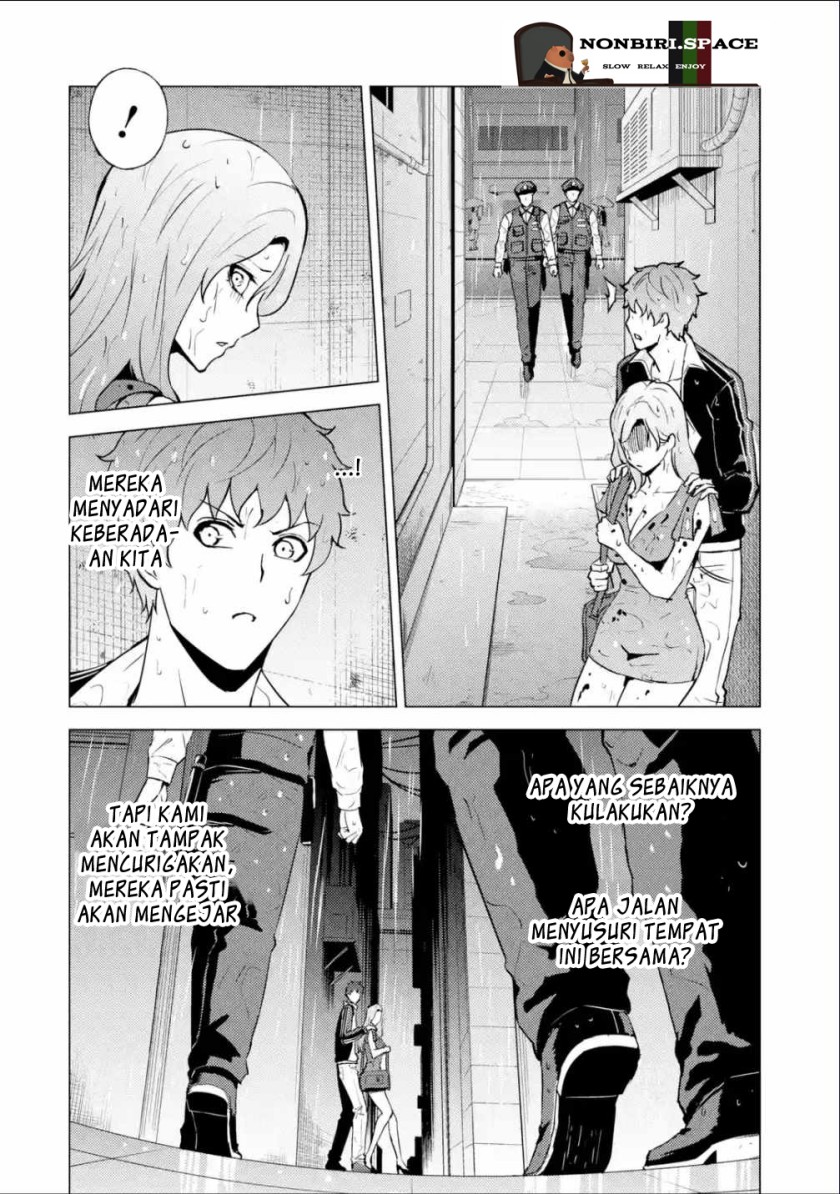 NONBIRI.SPACE
SLOW RELAX ENJOY
!
...!
MEREKA
MENYADARI
KEBERADA-
AN KITA
APA YANG SEBAIKNYA
KULAKUKAN?
APA JALAN
MENYUSURI TEMPAT
INI BERSAMA?
TAPI KAMI
AKAN TAMPAK
MENCURIGAKAN,
MEREKA PASTI
AKAN MENGEJAR